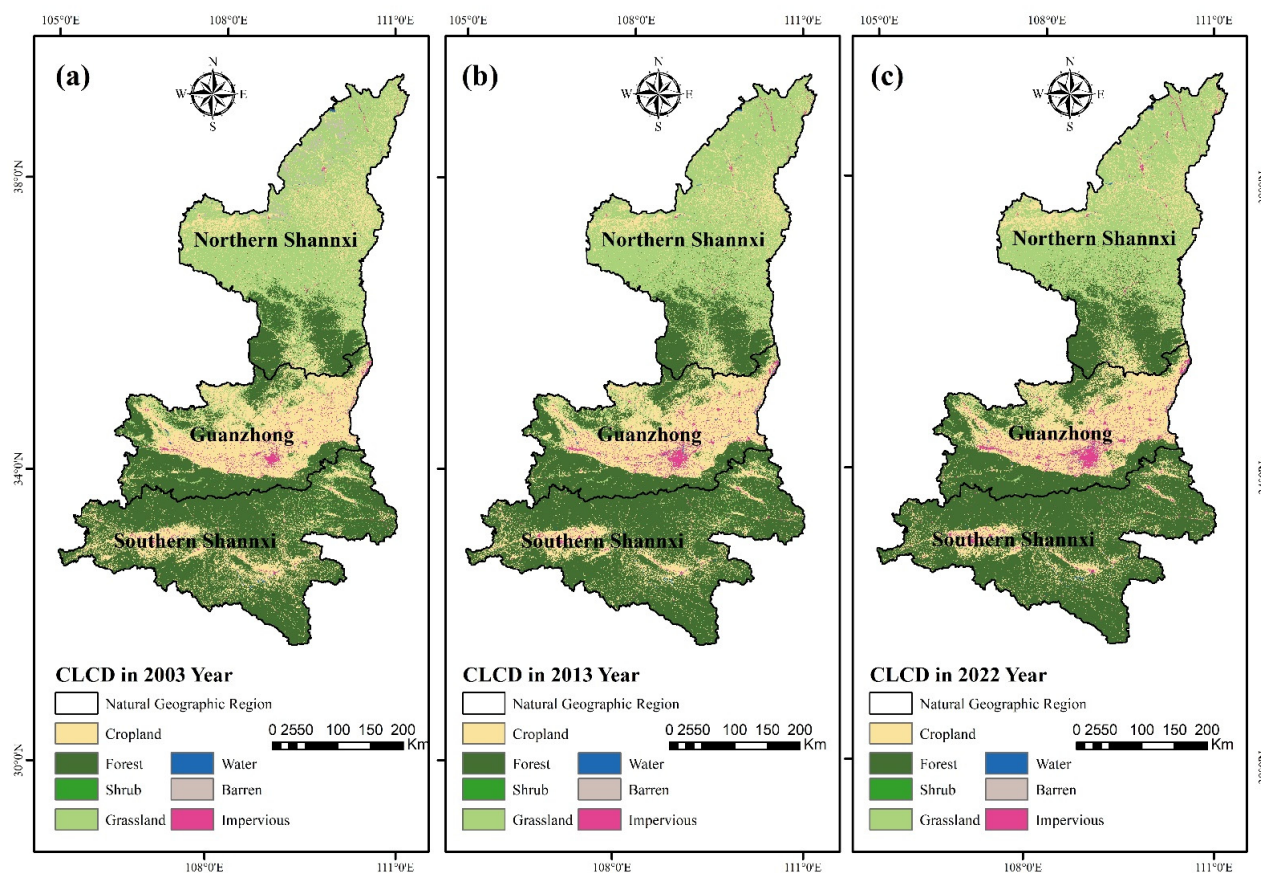 105°0'E 108°0'E 111°0'E
105°0'E 108°0'E 111°0'E
105°0'E 108°0'E 111°0'E
(a)
N
W E
S
38°0'N
Northern Shannxi
Guanzhong
34°0'N
Southern Shannxi
CLCD in 2003 Year
Natural Geographic Region
Cropland
0 2550 100 150 200
Km
Forest Water
Shrub Barren
Grassland Impervious
30°0'N
108°0'E 111°0'E
(b)
N
W E
S
Northern Shannxi
Guanzhong
Southern Shannxi
CLCD in 2013 Year
Natural Geographic Region
Cropland
0 2550 100 150 200
Km
Forest Water
Shrub Barren
Grassland Impervious
108°0'E 111°0'E
(c)
N
W E
S
Northern Shannxi
Guanzhong
Southern Shannxi
CLCD in 2022 Year
Natural Geographic Region
Cropland
0 2550 100 150 200
Km
Forest Water
Shrub Barren
Grassland Impervious
108°0'E 111°0'E